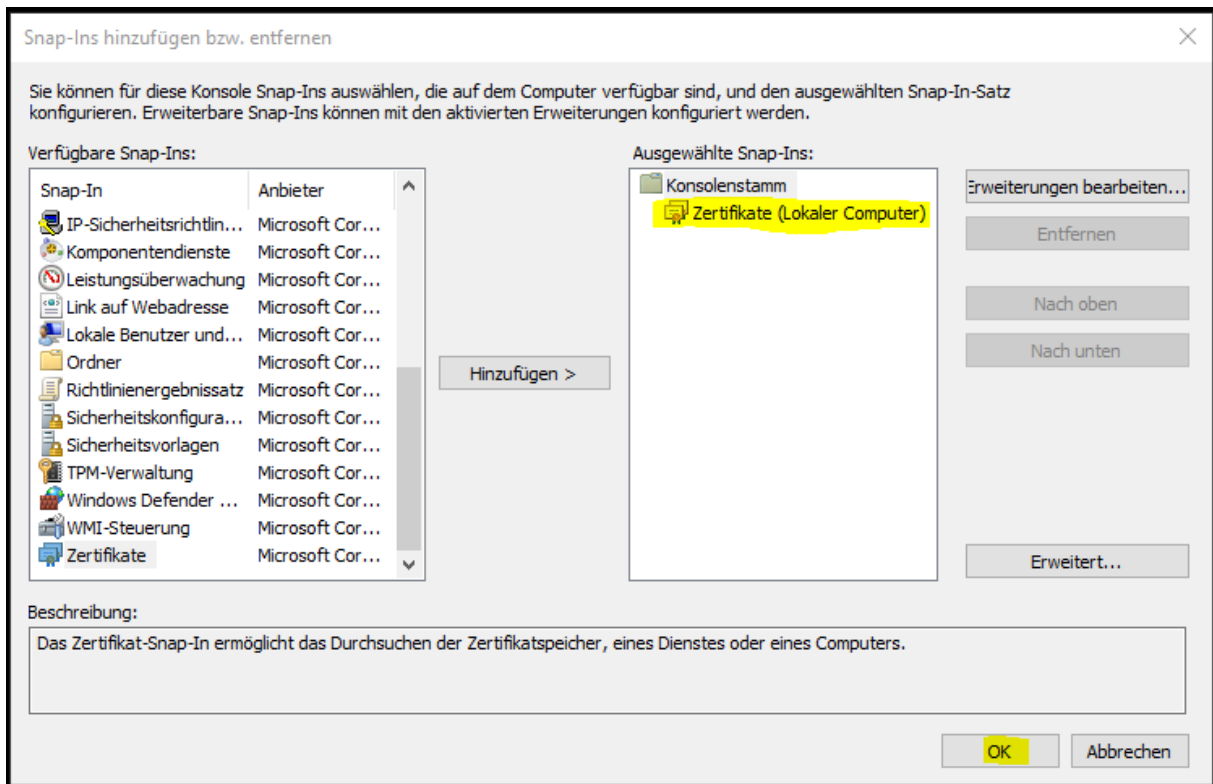 Snap-Ins hinzufügen bzw. entfernen
Sie können für diese Konsole Snap-Ins auswählen, die auf dem Computer verfügbar sind, und den ausgewählten Snap-In-Satz
konfigurieren. Erweiterbare Snap-Ins können mit den aktivierten Erweiterungen konfiguriert werden.
Verfügbare Snap-Ins:
Snap-In Anbieter
IP-Sicherheitsrichtlin... Microsoft Cor...
Komponentendienste Microsoft Cor...
Leistungsüberwachung Microsoft Cor...
Link auf Webadresse Microsoft Cor...
Lokale Benutzer und... Microsoft Cor...
Ordner Microsoft Cor...
Richtlinienergebnissatz Microsoft Cor...
Sicherheitskonfigura... Microsoft Cor...
Sicherheitsvorlagen Microsoft Cor...
TPM-Verwaltung Microsoft Cor...
Windows Defender ... Microsoft Cor...
WMI-Steuerung Microsoft Cor...
Zertifikate Microsoft Cor...
Hinzufügen >
Ausgewählte Snap-Ins:
Konsolenstamm
Zertifikate (Lokaler Computer)
Erweiterungen bearbeiten...
Entfernen
Nach oben
Nach unten
Erweitert...
Beschreibung:
Das Zertifikat-Snap-In ermöglicht das Durchsuchen der Zertifikatspeicher, eines Dienstes oder eines Computers.
OK Abbrechen